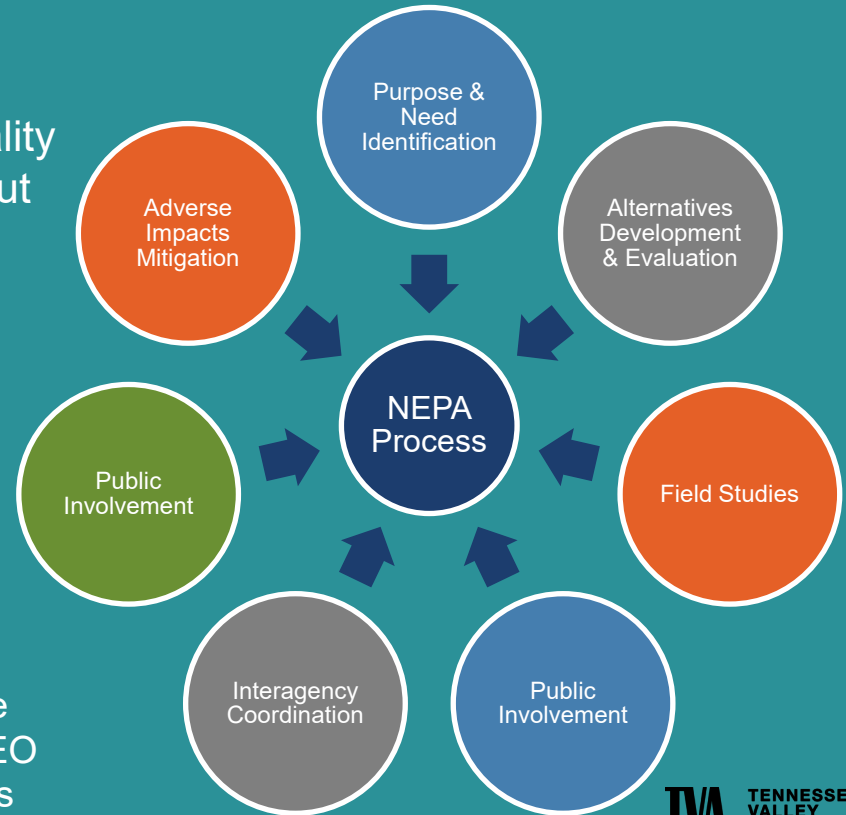 ality
ut
Purpose &
Need
Identification
Adverse
Impacts
Mitigation
Alternatives
Development
& Evaluation
NEPA
Process
Public
Involvement
Field Studies
Interagency
Coordination
Public
Involvement
e
EO
s
TVA
TENNESSE
VALLEY